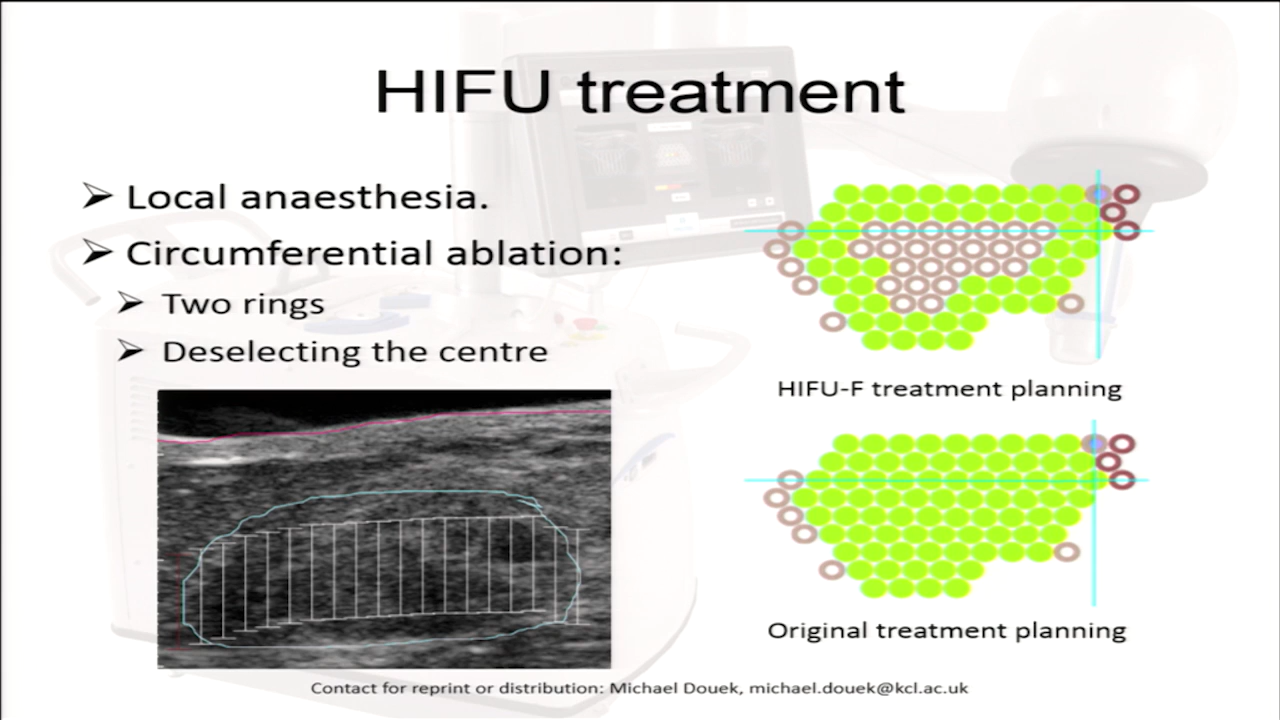 HIFU treatment
Local anaesthesia.
Circumferential ablation:
Two rings
Deselecting the centre
HIFU-F treatment planning
Original treatment planning
Contact for reprint or distribution: Michael Douek, michael.douek@kcl.ac.uk